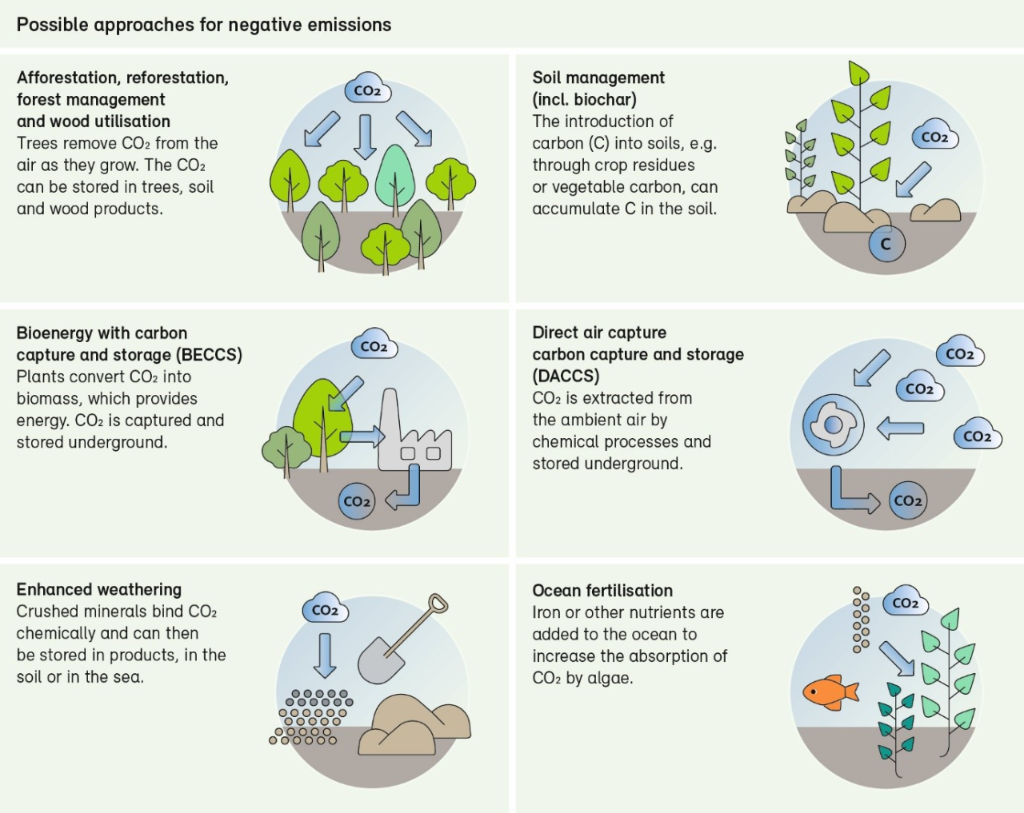 Possible approaches for negative emissions
Afforestation, reforestation,
forest management
and wood utilisation
Trees remove CO₂ from the
air as they grow. The CO₂
can be stored in trees, soil
and wood products.
CO₂
Soil management
(incl. biochar)
The introduction of
carbon (C) into soils, e.g.
through crop residues
or vegetable carbon, can
accumulate C in the soil.
CO₂
C
Bioenergy with carbon
capture and storage (BECCS)
Plants convert CO₂ into
biomass, which provides
energy. CO₂ is captured and
stored underground.
CO₂
CO₂
Direct air capture
carbon capture and storage
(DACCS)
CO₂ is extracted from
the ambient air by
chemical processes and
stored underground.
CO₂
CO₂
CO₂
CO₂
Enhanced weathering
Crushed minerals bind CO₂
chemically and can then
be stored in products, in the
soil or in the sea.
CO₂
Ocean fertilisation
Iron or other nutrients are
added to the ocean to
increase the absorption of
CO₂ by algae.
CO₂